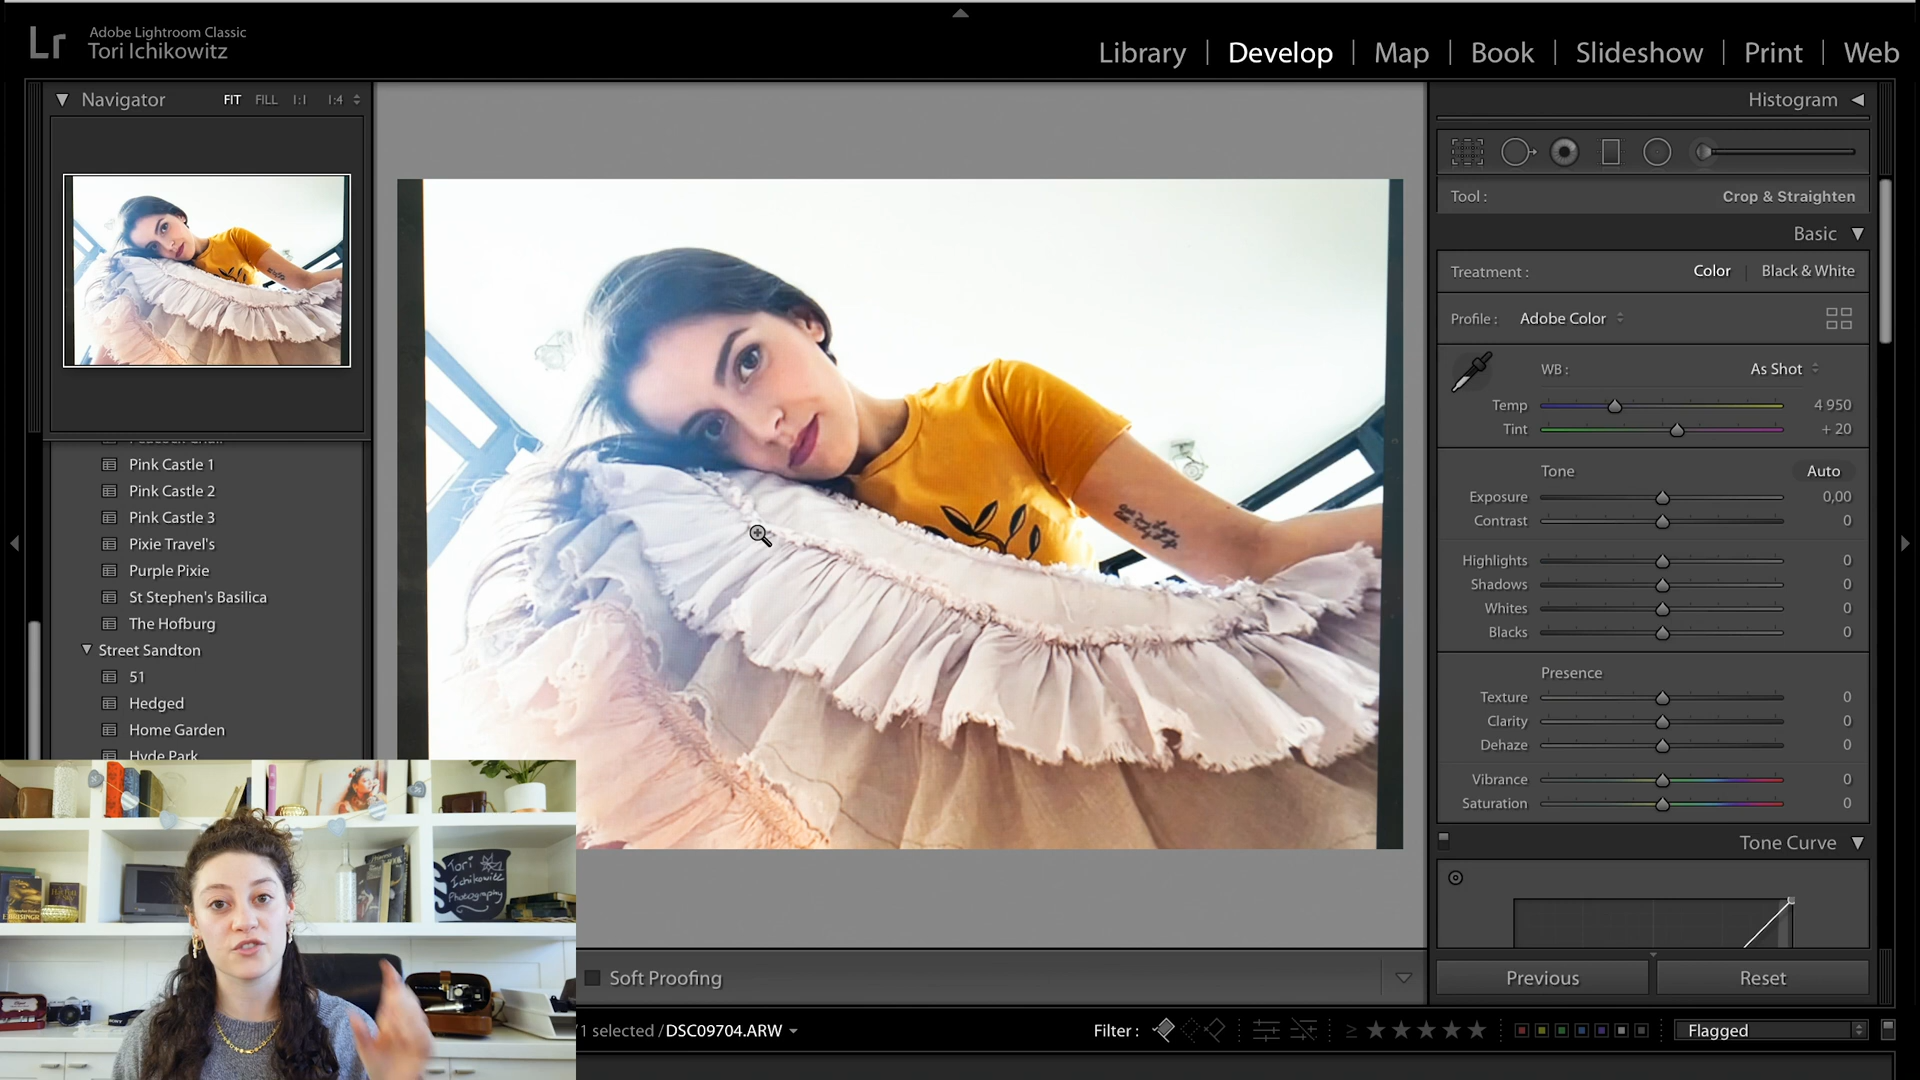 Lr
Adobe Lightroom Classic
Tori Ichikowitz
Library | Develop | Map | Book | Slideshow | Print | Web
Navigator FIT FILL 1:1 1:4
Pink Castle 1
Pink Castle 2
Pink Castle 3
Pixie Travel's
Purple Pixie
St Stephen's Basilica
The Hofburg
Street Sandton
51
Hedged
Home Garden
Hyde Park
Histogram
Tool : Crop & Straighten
Basic
Treatment : Color Black & White
Profile : Adobe Color
WB : As Shot
Temp 4 950
Tint + 20
Tone Auto
Exposure 0,00
Contrast 0
Highlights 0
Shadows 0
Whites 0
Blacks 0
Presence
Texture 0
Clarity 0
Dehaze 0
Vibrance 0
Saturation 0
Tone Curve
Previous Reset
Tori
Ichikowitz
Photography
Soft Proofing
1 selected / DSC09704.ARW
Filter : ≥ ★★★★★ Flagged